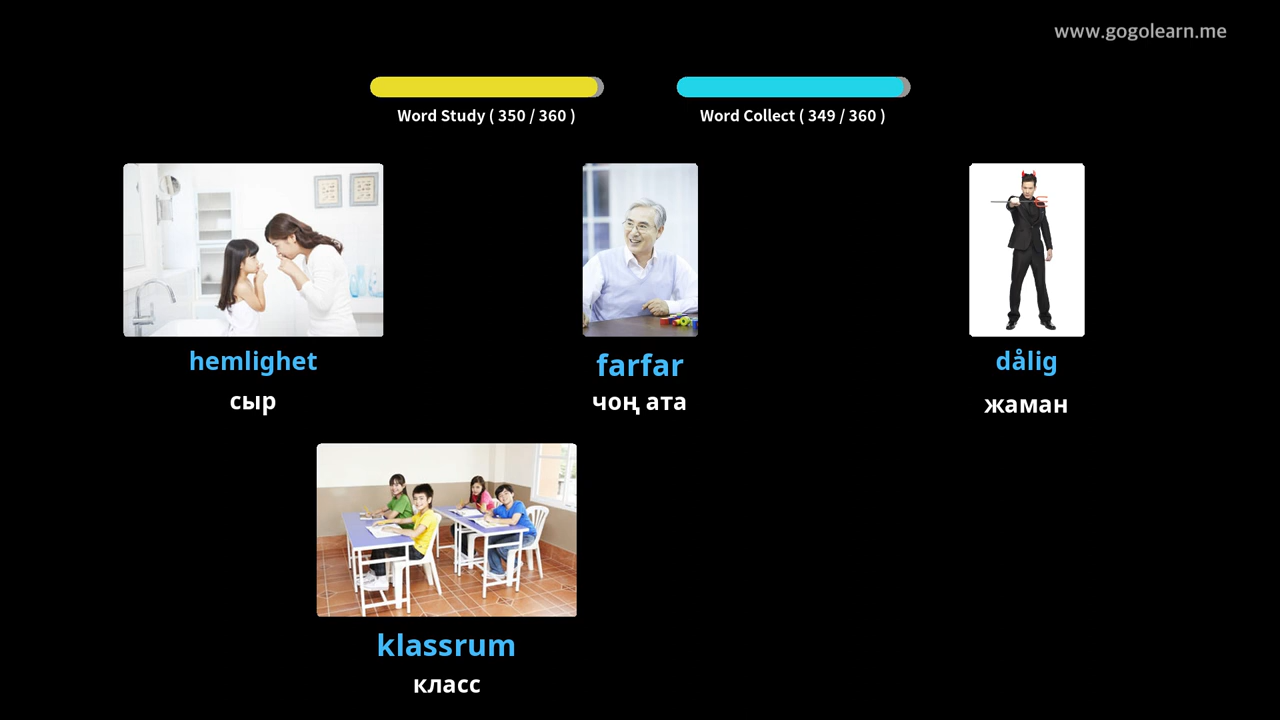 www.gogolearn.me
Word Study ( 350 / 360 )
Word Collect ( 349 / 360 )
hemlighet
сыр
farfar
чоң ата
dålig
жаман
klassrum
класс